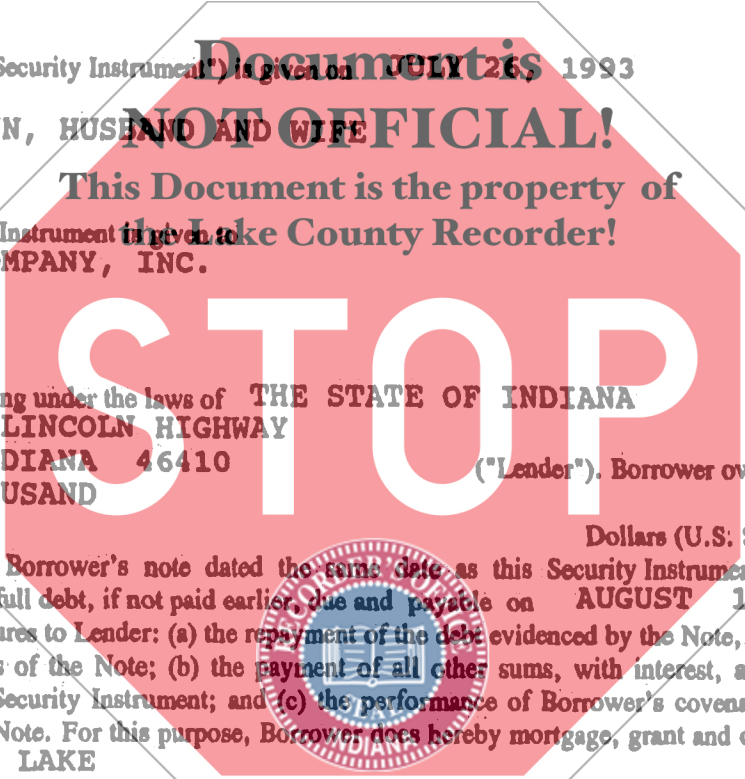 Security Instrument") is given on JULY 26, 1993
Document is
N, HUSBAND AND WIFE
NOT OFFICIAL!
This Document is the property of
Instrument is given to
the Lake County Recorder!
MPANY, INC.
STOP
ng under the laws of THE STATE OF INDIANA
LINCOLN HIGHWAY
DIANA 46410 ("Lender"). Borrower ow
USAND
Dollars (U.S. $
Borrower's note dated the same date as this Security Instrume
full debt, if not paid earlier, due and payable on AUGUST 1
ures to Lender: (a) the repayment of the debt evidenced by the Note,
s of the Note; (b) the payment of all other sums, with interest, a
Security Instrument; and (c) the performance of Borrower's covena
Note. For this purpose, Borrower does hereby mortgage, grant and c
LAKE
RECORDER
SEAL
INDIANA